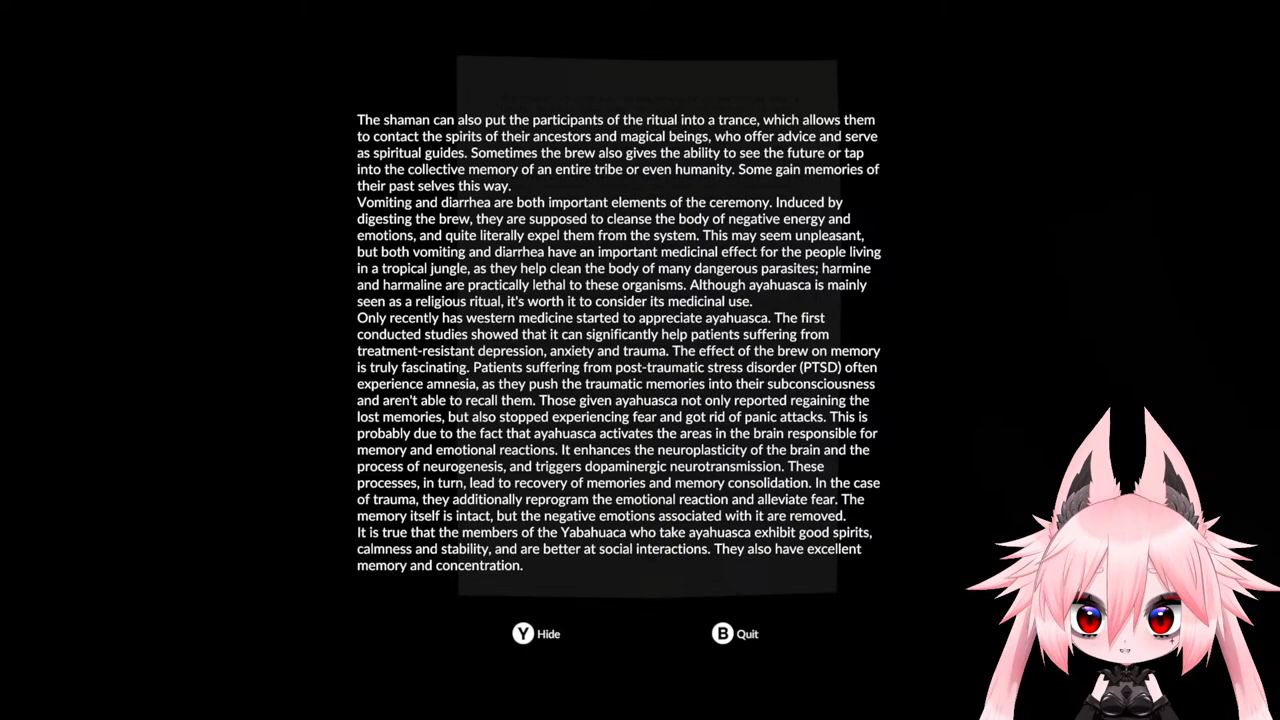 The shaman can also put the participants of the ritual into a trance, which allows them
to contact the spirits of their ancestors and magical beings, who offer advice and serve
as spiritual guides. Sometimes the brew also gives the ability to see the future or tap
into the collective memory of an entire tribe or even humanity. Some gain memories of
their past selves this way.
Vomiting and diarrhea are both important elements of the ceremony. Induced by
digesting the brew, they are supposed to cleanse the body of negative energy and
emotions, and quite literally expel them from the system. This may seem unpleasant,
but both vomiting and diarrhea have an important medicinal effect for the people living
in a tropical jungle, as they help clean the body of many dangerous parasites; harmine
and harmaline are practically lethal to these organisms. Although ayahuasca is mainly
seen as a religious ritual, it's worth it to consider its medicinal use.
Only recently has western medicine started to appreciate ayahuasca. The first
conducted studies showed that it can significantly help patients suffering from
treatment-resistant depression, anxiety and trauma. The effect of the brew on memory
is truly fascinating. Patients suffering from post-traumatic stress disorder (PTSD) often
experience amnesia, as they push the traumatic memories into their subconsciousness
and aren't able to recall them. Those given ayahuasca not only reported regaining the
lost memories, but also stopped experiencing fear and got rid of panic attacks. This is
probably due to the fact that ayahuasca activates the areas in the brain responsible for
memory and emotional reactions. It enhances the neuroplasticity of the brain and the
process of neurogenesis, and triggers dopaminergic neurotransmission. These
processes, in turn, lead to recovery of memories and memory consolidation. In the case
of trauma, they additionally reprogram the emotional reaction and alleviate fear. The
memory itself is intact, but the negative emotions associated with it are removed.
It is true that the members of the Yabahuaca who take ayahuasca exhibit good spirits,
calmness and stability, and are better at social interactions. They also have excellent
memory and concentration.
Y Hide
B Quit